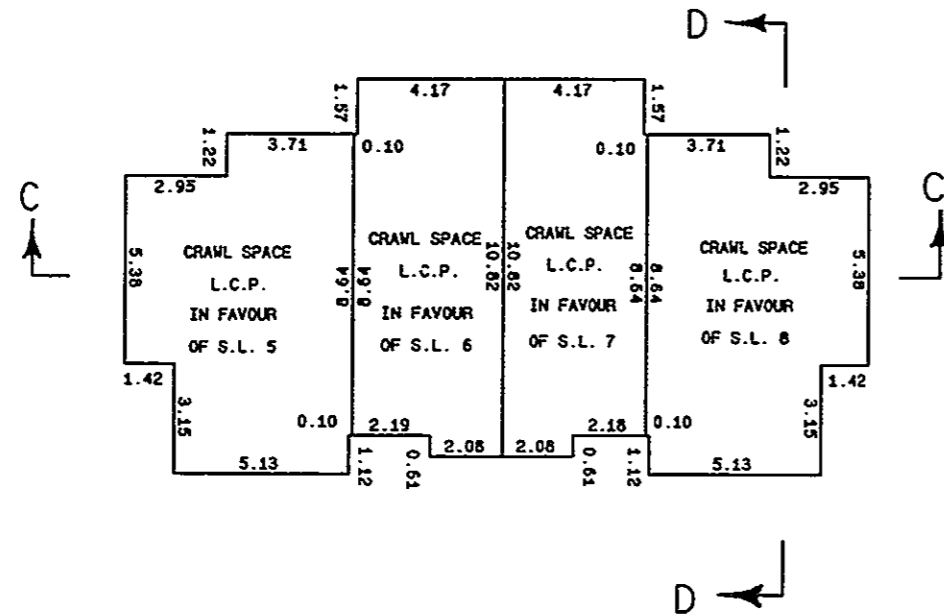 D
4.17
4.17
1.57
1.57
1.22
3.71
0.10
0.10
3.71
1.22
2.95
2.95
C
C
5.38
CRAWL SPACE
L.C.P.
IN FAVOUR
OF S.L. 5
8.64
8.64
CRAWL SPACE
L.C.P.
IN FAVOUR
OF S.L. 6
10.82
10.82
CRAWL SPACE
L.C.P.
IN FAVOUR
OF S.L. 7
8.64
8.64
CRAWL SPACE
L.C.P.
IN FAVOUR
OF S.L. 8
5.38
1.42
1.42
3.15
3.15
0.10
2.19
2.18
0.10
2.08
2.08
5.13
1.12
0.61
0.61
1.12
5.13
D